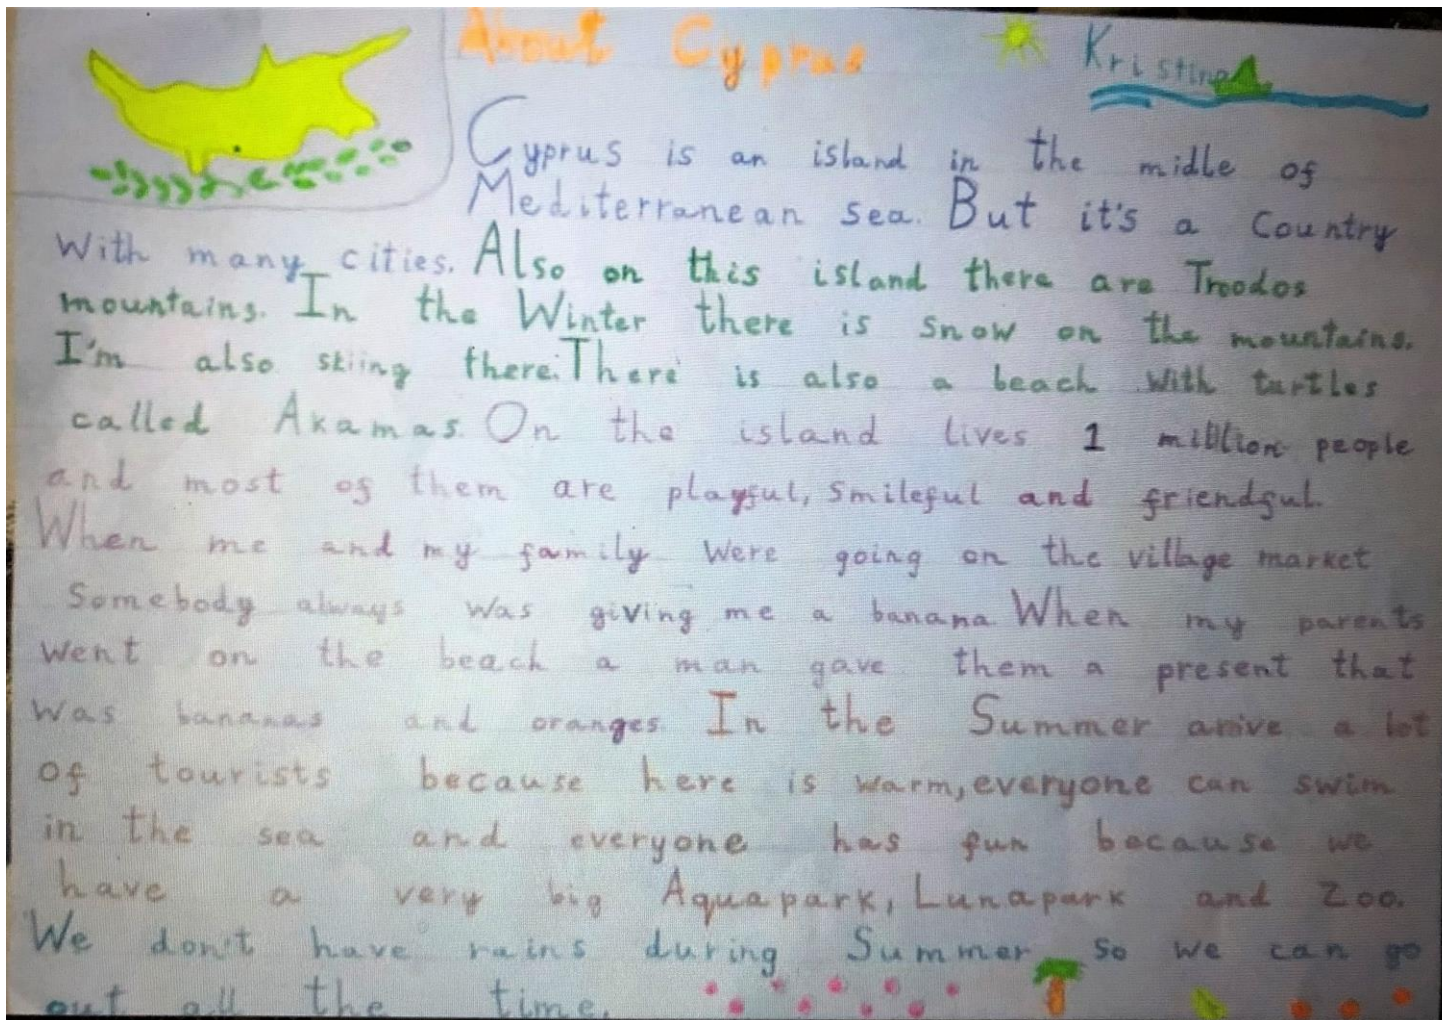 About Cyprus
Kristina
Cyprus is an island in the midle of
Mediterranean sea. But it's a Country
With many cities. Also on this island there are Troodos
mountains. In the Winter there is snow on the mountains.
I'm also skiing there. There is also a beach with turtles
called Akamas. On the island lives 1 million people
and most of them are playful, smileful and friendful.
When me and my family were going on the village market
Somebody always was giving me a banana. When my parents
went on the beach a man gave them a present that
was bananas and oranges. In the Summer arrive a lot
of tourists because here is warm, everyone can swim
in the sea and everyone has fun because we
have a very big Aquapark, Lunapark and Zoo.
We don't have rains during Summer so we can go
out all the time.